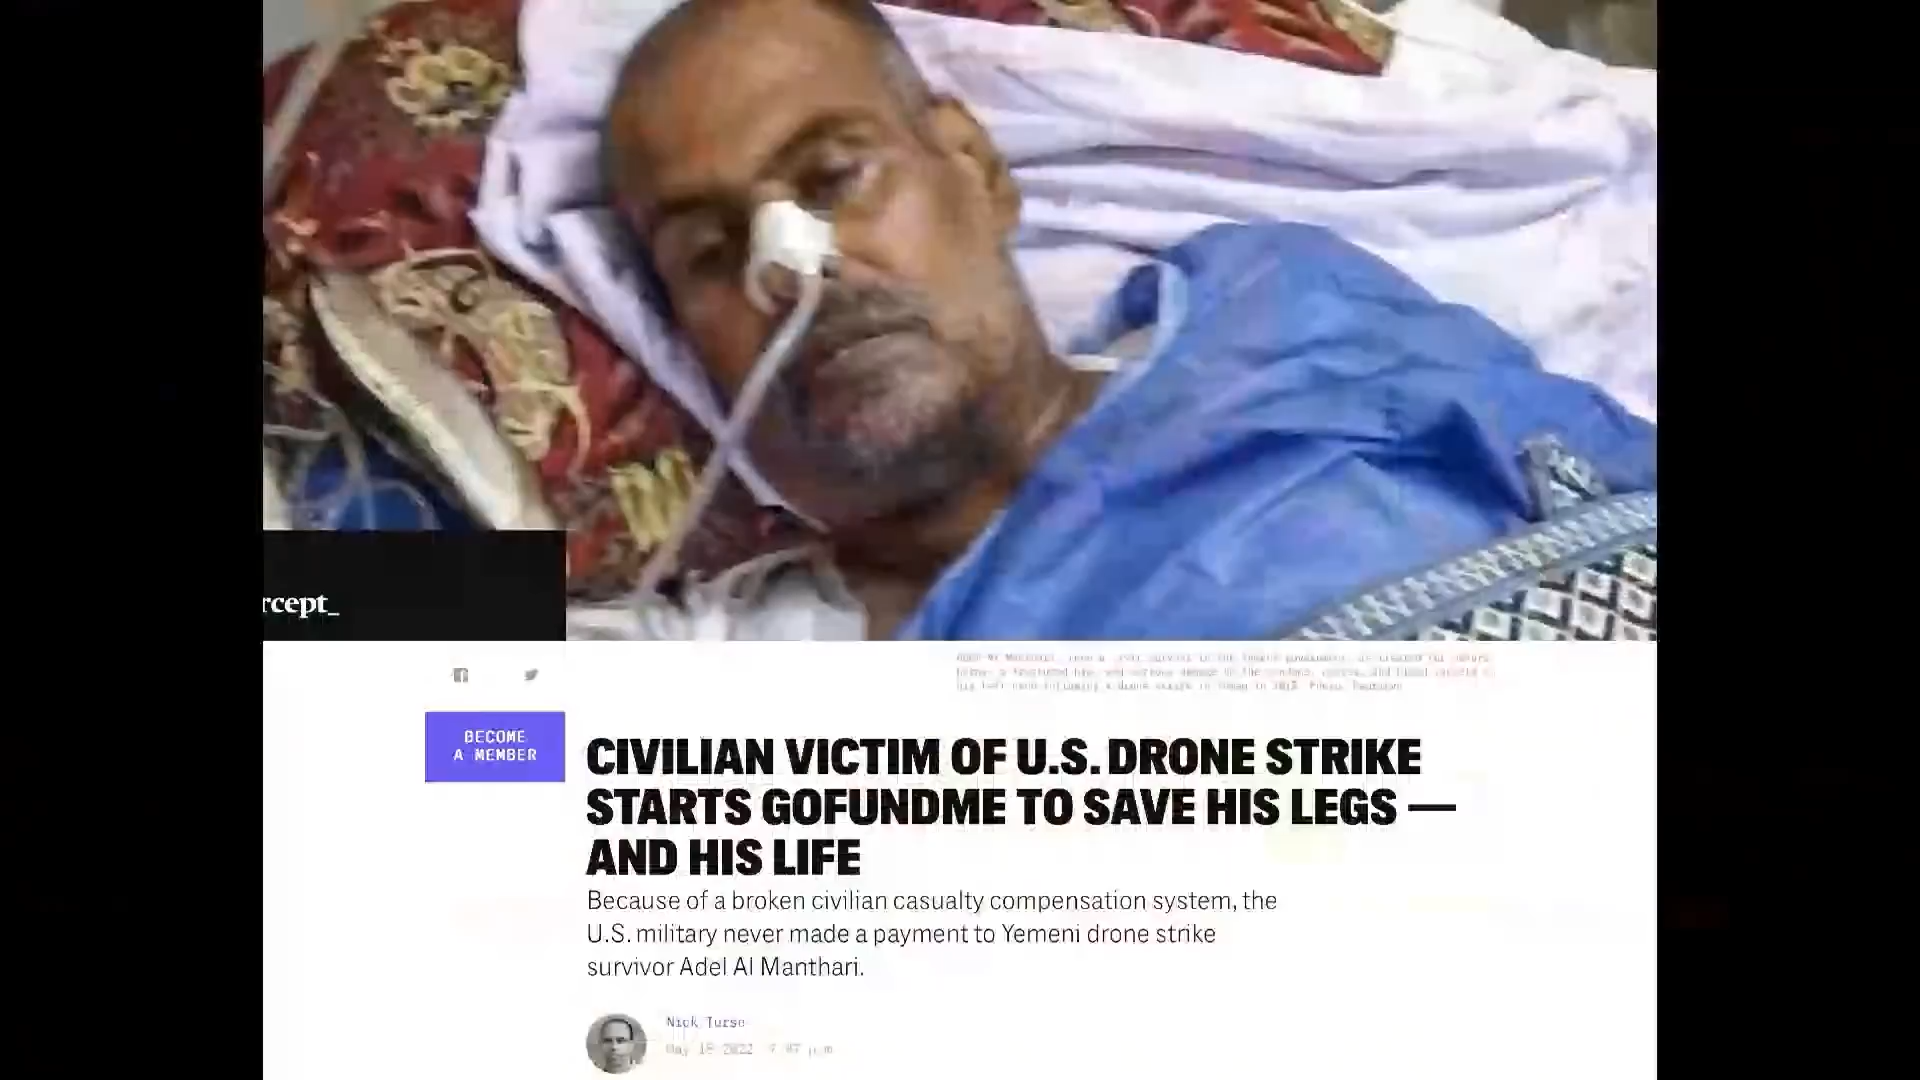 rcept_
BECOME
A MEMBER
CIVILIAN VICTIM OF U.S. DRONE STRIKE
STARTS GOFUNDME TO SAVE HIS LEGS —
AND HIS LIFE
Because of a broken civilian casualty compensation system, the
U.S. military never made a payment to Yemeni drone strike
survivor Adel Al Manthari.
Nick Turse